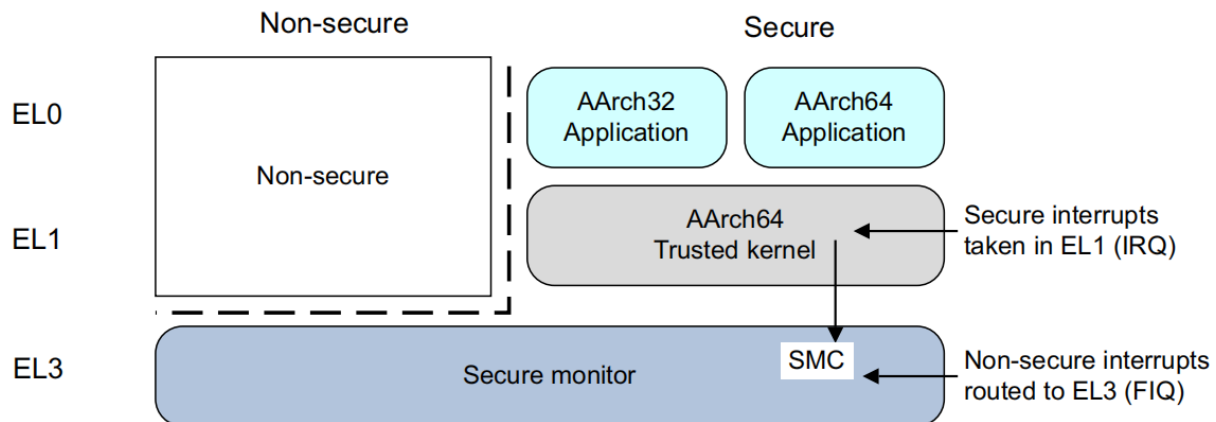 Non-secure
Secure
EL0
AArch32
Application
AArch64
Application
Non-secure
EL1
AArch64
Trusted kernel
Secure interrupts
taken in EL1 (IRQ)
EL3
Secure monitor
SMC
Non-secure interrupts
routed to EL3 (FIQ)